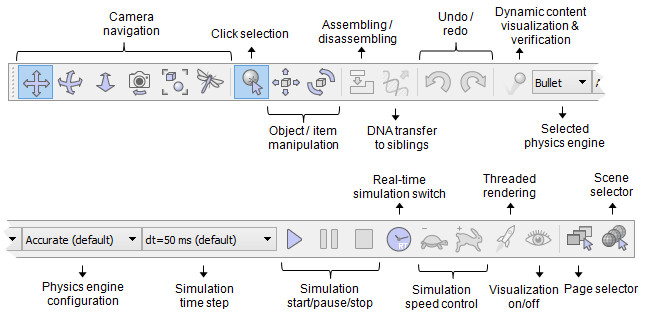 Camera
navigation
Click selection
Assembling /
disassembling
Undo /
redo
Dynamic content
visualization &
verification
Bullet
Object / item
manipulation
DNA transfer
to siblings
Selected
physics engine
Real-time
simulation switch
Threaded
rendering
Scene
selector
Accurate (default)
dt=50 ms (default)
RT
Physics engine
configuration
Simulation
time step
Simulation
start/pause/stop
Simulation
speed control
Visualization
on/off
Page selector